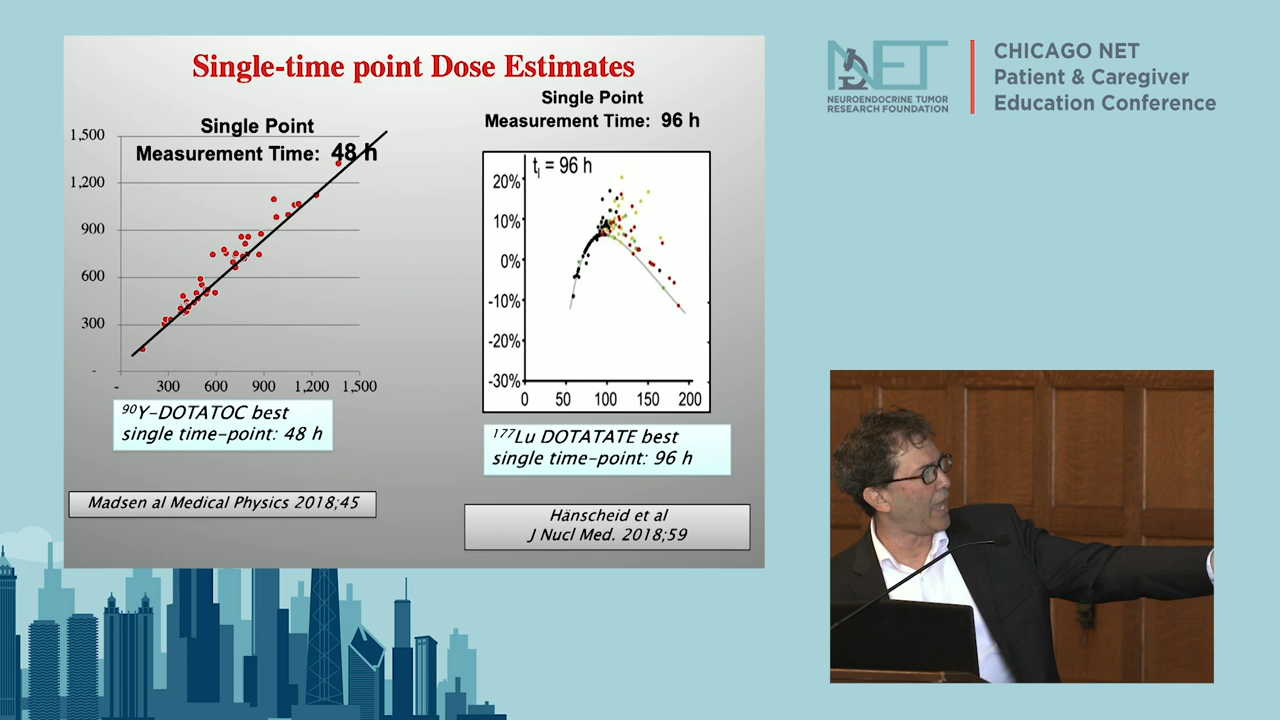 Single-time point Dose Estimates
Single Point
Measurement Time: 48 h
1,500
1,200
900
600
300
-
- 300 600 900 1,200 1,500
90Y-DOTATOC best
single time-point: 48 h
Madsen al Medical Physics 2018;45
Single Point
Measurement Time: 96 h
tI = 96 h
20%
10%
0%
-10%
-20%
-30%
0 50 100 150 200
177Lu DOTATATE best
single time-point: 96 h
Hänscheid et al
J Nucl Med. 2018;59
NET
NEUROENDOCRINE TUMOR
RESEARCH FOUNDATION
CHICAGO NET
Patient & Caregiver
Education Conference